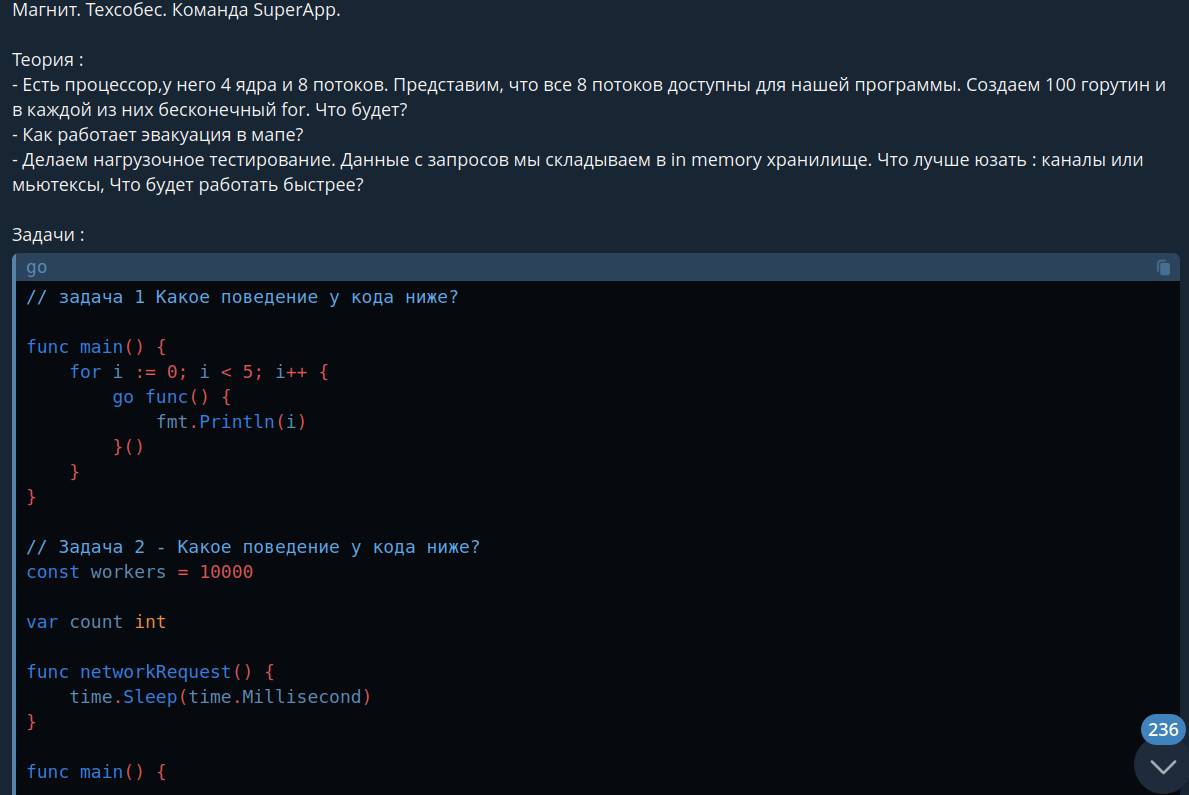 Магнит. Техсобес. Команда SuperApp.
Теория :
- Есть процессор,у него 4 ядра и 8 потоков. Представим, что все 8 потоков доступны для нашей программы. Создаем 100 горутин и
в каждой из них бесконечный for. Что будет?
- Как работает эвакуация в мапе?
- Делаем нагрузочное тестирование. Данные с запросов мы складываем в in memory хранилище. Что лучше юзать : каналы или
мьютексы, Что будет работать быстрее?
Задачи :
go
// задача 1 Какое поведение у кода ниже?
func main() {
    for i := 0; i < 5; i++ {
        go func() {
            fmt.Println(i)
        }()
    }
}
// Задача 2 - Какое поведение у кода ниже?
const workers = 10000
var count int
func networkRequest() {
    time.Sleep(time.Millisecond)
}
func main() {
236